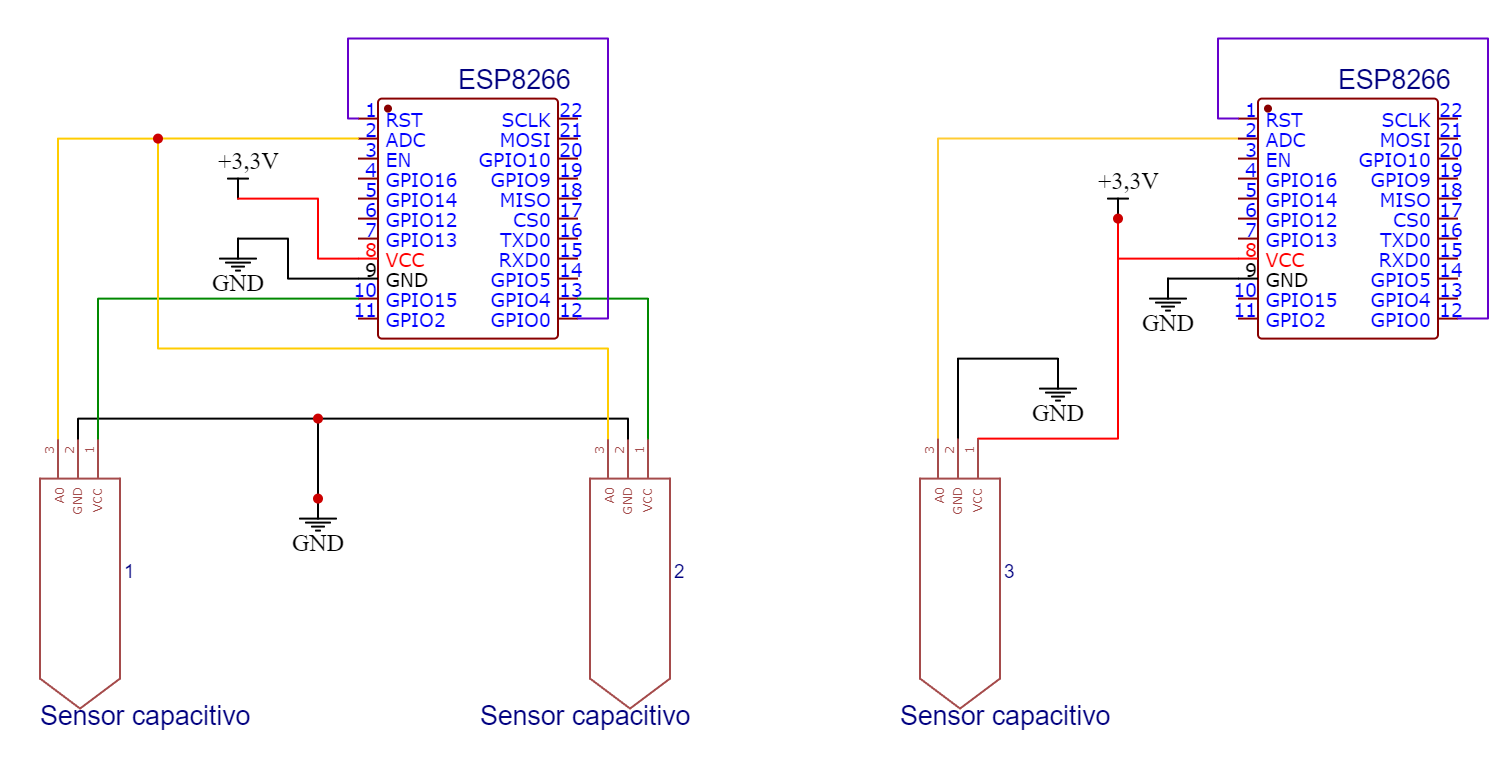 ESP8266
1 RST
2 ADC
3 EN
4 GPIO16
5 GPIO14
6 GPIO12
7 GPIO13
8 VCC
9 GND
10 GPIO15
11 GPIO2
SCLK 22
MOSI 21
GPIO10 20
GPIO9 19
MISO 18
CS0 17
TXD0 16
RXD0 15
GPIO5 14
GPIO4 13
GPIO0 12
+3,3V
GND
GND
3 2 1
A0 GND VCC
1
Sensor capacitivo
3 2 1
A0 GND VCC
2
Sensor capacitivo
ESP8266
1 RST
2 ADC
3 EN
4 GPIO16
5 GPIO14
6 GPIO12
7 GPIO13
8 VCC
9 GND
10 GPIO15
11 GPIO2
SCLK 22
MOSI 21
GPIO10 20
GPIO9 19
MISO 18
CS0 17
TXD0 16
RXD0 15
GPIO5 14
GPIO4 13
GPIO0 12
+3,3V
GND
GND
3 2 1
A0 GND VCC
3
Sensor capacitivo